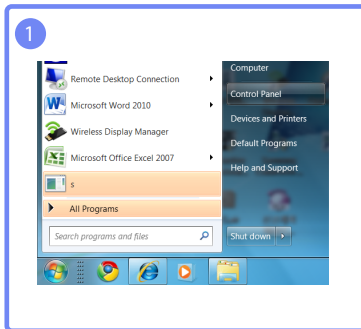 1
Remote Desktop Connection
Microsoft Word 2010
Wireless Display Manager
Microsoft Office Excel 2007
s
All Programs
Search programs and files
Computer
Control Panel
Devices and Printers
Default Programs
Help and Support
Shut down